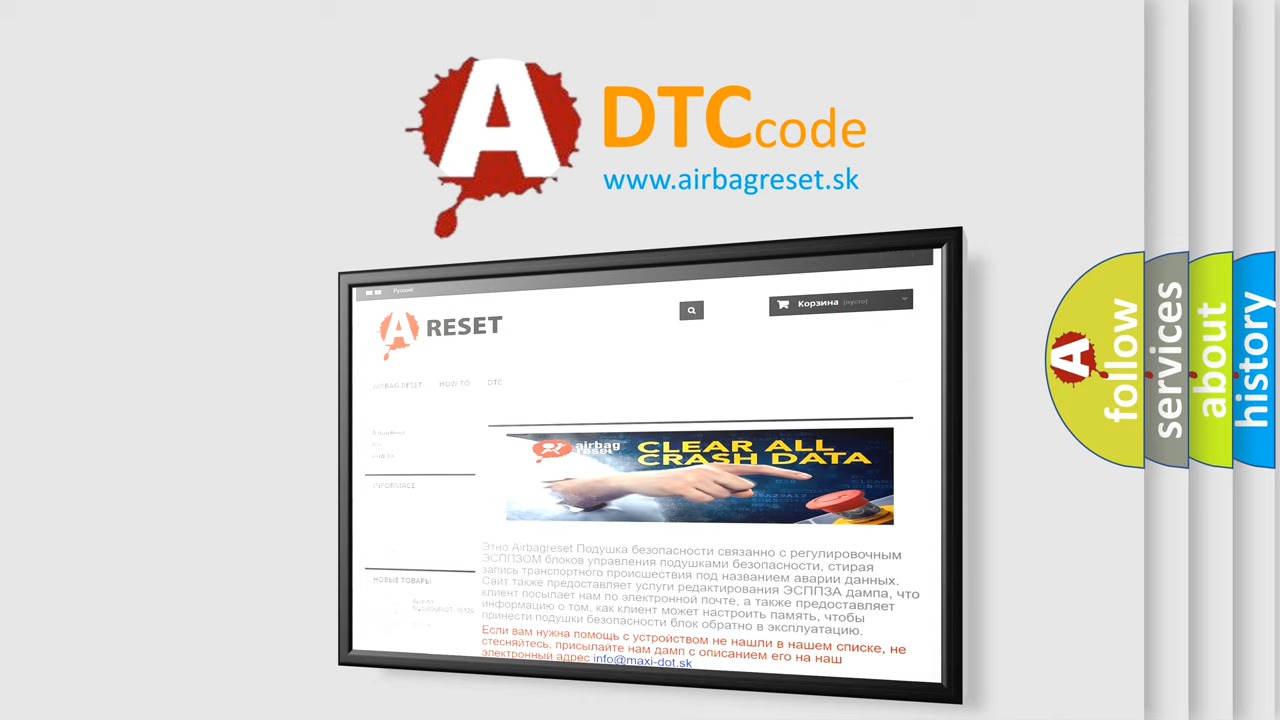 A
DTCcode
www.airbagreset.sk
Русский
A RESET
Корзина (пусто)
AIRBAG RESET HOW TO DTC
Airbag Reset
HOW TO
INFORMACE
airbag
reset
CLEAR ALL
CRASH DATA
Этно Airbagreset Подушка безопасности связанно с регулировочным
ЭСППЗОМ блоков управления подушками безопасности, стирая
запись транспортного происшествия под названием аварии данных.
Сайт также предоставляет услуги редактирования ЭСППЗА дампа, что
клиент посылает нам по электронной почте, а также предоставляет
информацию о том, как клиент может настроить память, чтобы
принести подушки безопасности блок обратно в эксплуатацию.
Если вам нужна помощь с устройством не нашли в нашем списке, не
стесняйтесь, присылайте нам дамп с описанием его на наш
электронный адрес info@maxi-dot.sk
НОВЫЕ ТОВАРЫ
A
follow
services
about
history